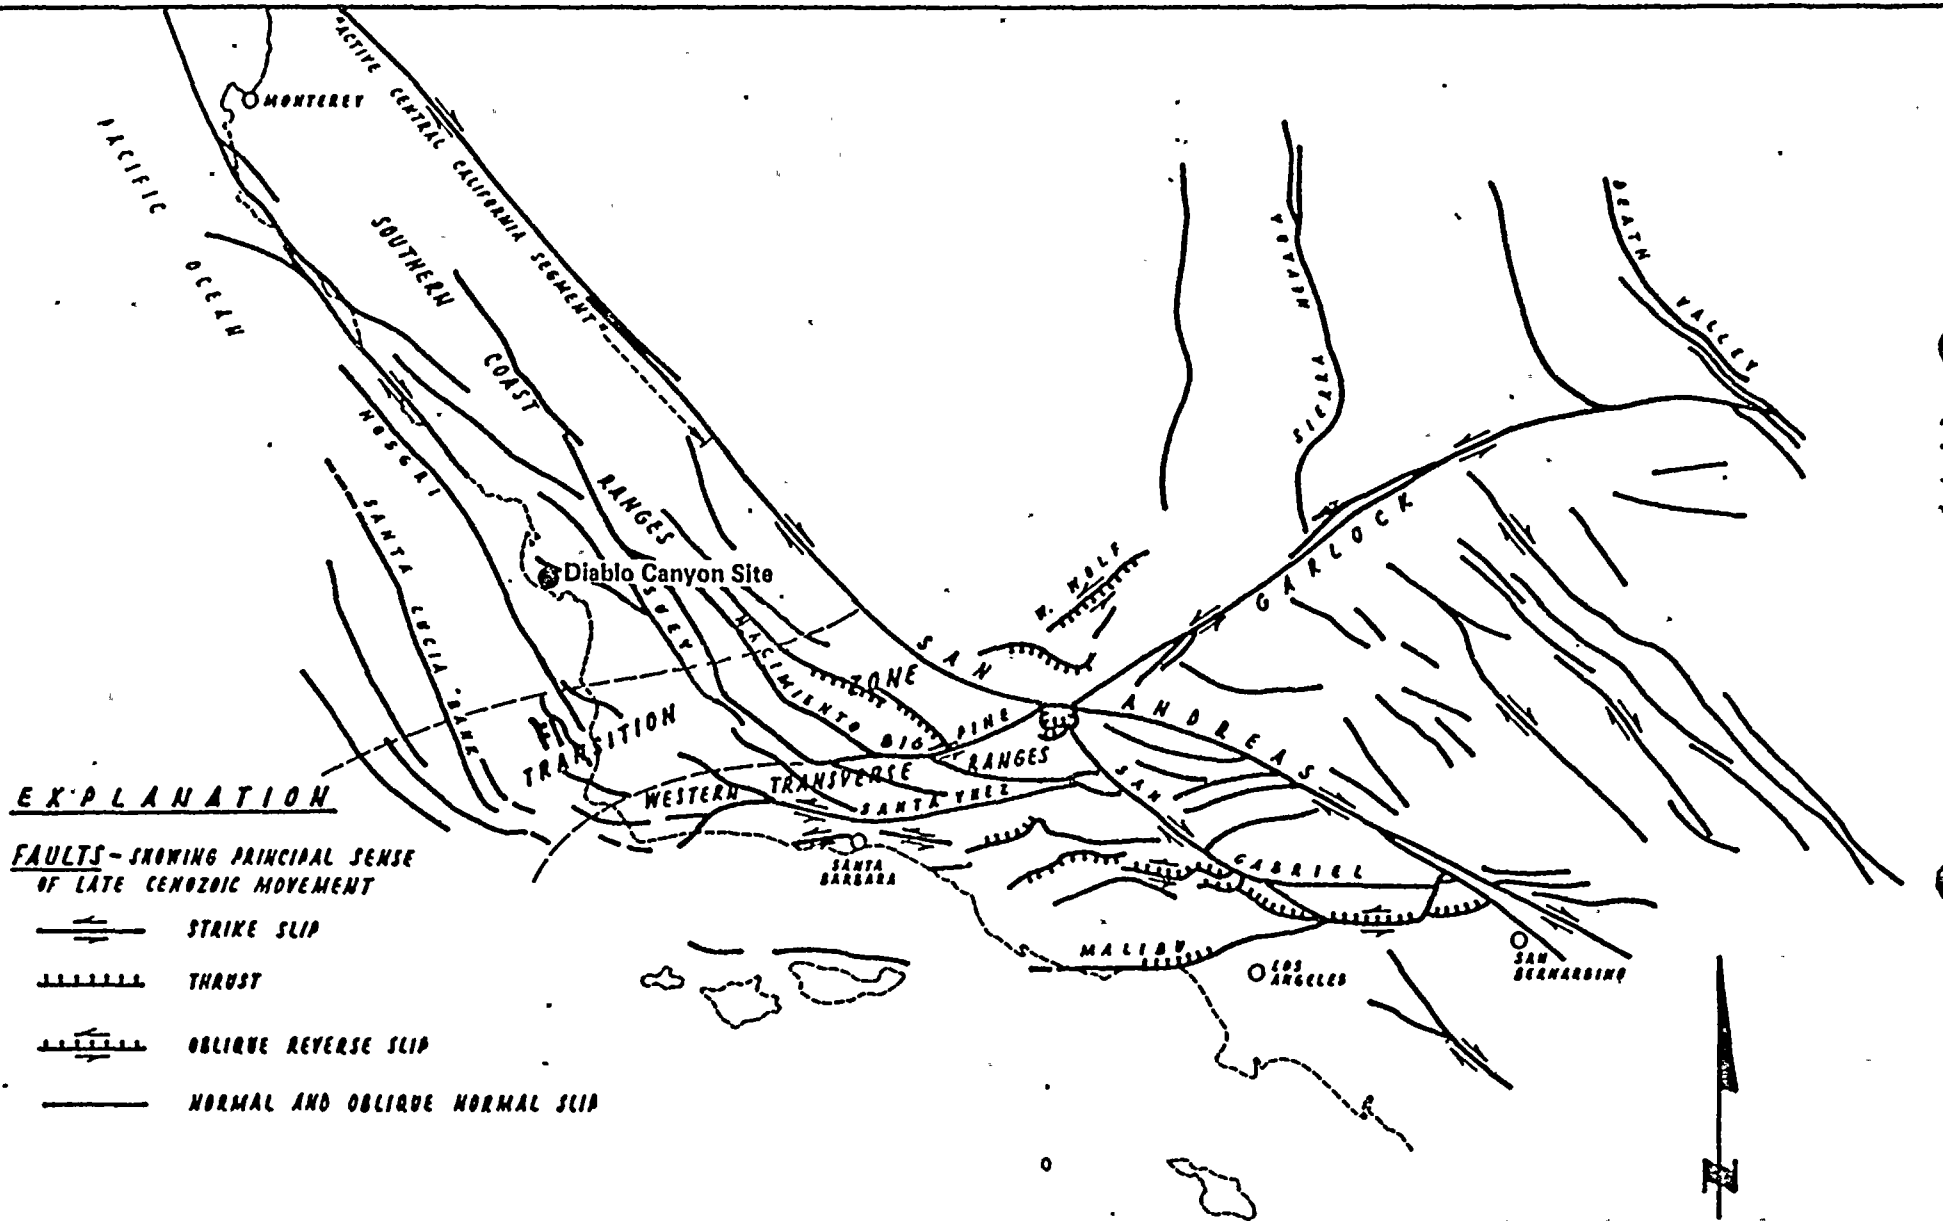 MONTEREY
"ACTIVE CENTRAL CALIFORNIA SEGMENT"
PACIFIC
OCEAN
SOUTHERN
COAST
RANGES
HOSGRI
SANTA LUCIA BANK
Diablo Canyon Site
SUEY
NACIMIENTO
TRANSITION ZONE
BIG PINE
WESTERN TRANSVERSE RANGES
SANTA YNEZ
SANTA
BARBARA
W. WOLF
SIERRA NEVADA
DEATH VALLEY
GARLOCK
SAN ANDREAS
SAN GABRIEL
MALIBU
LOS
ANGELES
SAN
BERNARDINO
EXPLANATION
FAULTS - SHOWING PRINCIPAL SENSE
OF LATE CENOZOIC MOVEMENT
STRIKE SLIP
THRUST
OBLIQUE REVERSE SLIP
NORMAL AND OBLIQUE NORMAL SLIP
N